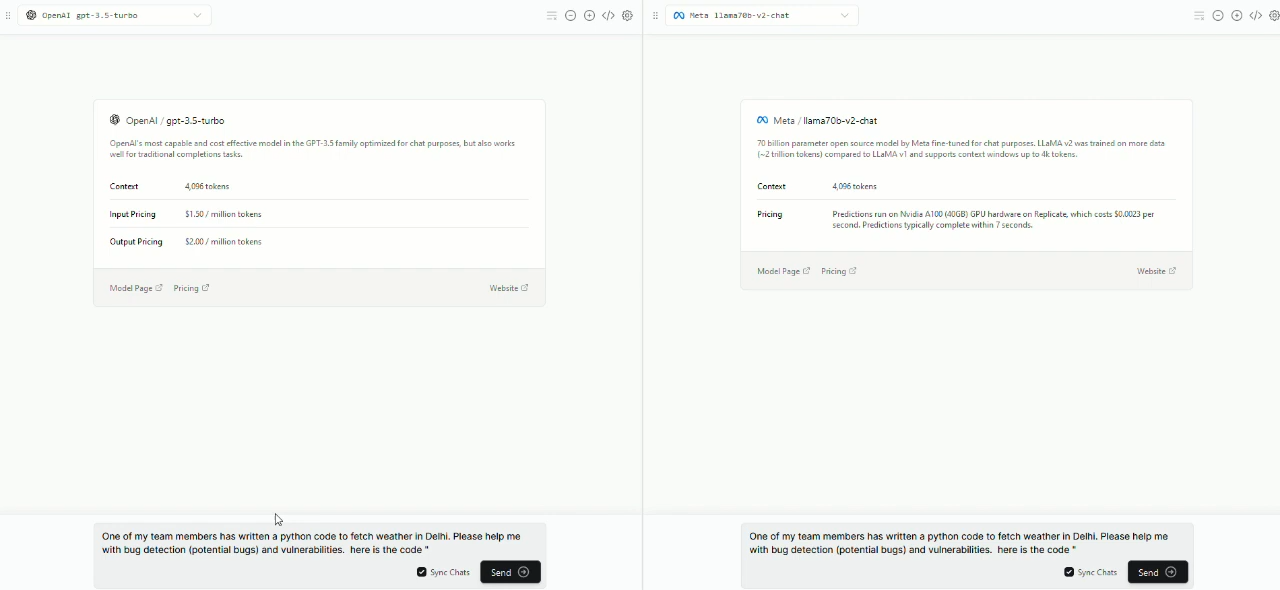 OpenAI gpt-3.5-turbo
OpenAI / gpt-3.5-turbo
OpenAI's most capable and cost effective model in the GPT-3.5 family optimized for chat purposes, but also works
well for traditional completions tasks.
Context 4,096 tokens
Input Pricing $1.50 / million tokens
Output Pricing $2.00 / million tokens
Model Page Pricing Website
One of my team members has written a python code to fetch weather in Delhi. Please help me
with bug detection (potential bugs) and vulnerabilities.  here is the code "
Sync Chats Send
Meta llama70b-v2-chat
Meta / llama70b-v2-chat
70 billion parameter open source model by Meta fine-tuned for chat purposes. LLaMA v2 was trained on more data
(~2 trillion tokens) compared to LLaMA v1 and supports context windows up to 4k tokens.
Context 4,096 tokens
Pricing Predictions run on Nvidia A100 (40GB) GPU hardware on Replicate, which costs $0.0023 per
second. Predictions typically complete within 7 seconds.
Model Page Pricing Website
One of my team members has written a python code to fetch weather in Delhi. Please help me
with bug detection (potential bugs) and vulnerabilities.  here is the code "
Sync Chats Send